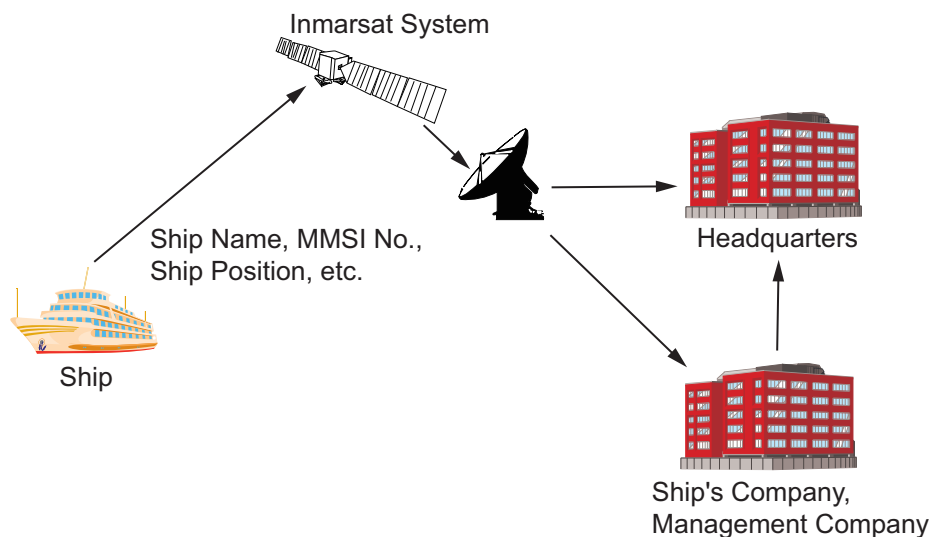 Inmarsat System
Ship Name, MMSI No.,
Ship Position, etc.
Headquarters
Ship
Ship's Company,
Management Company